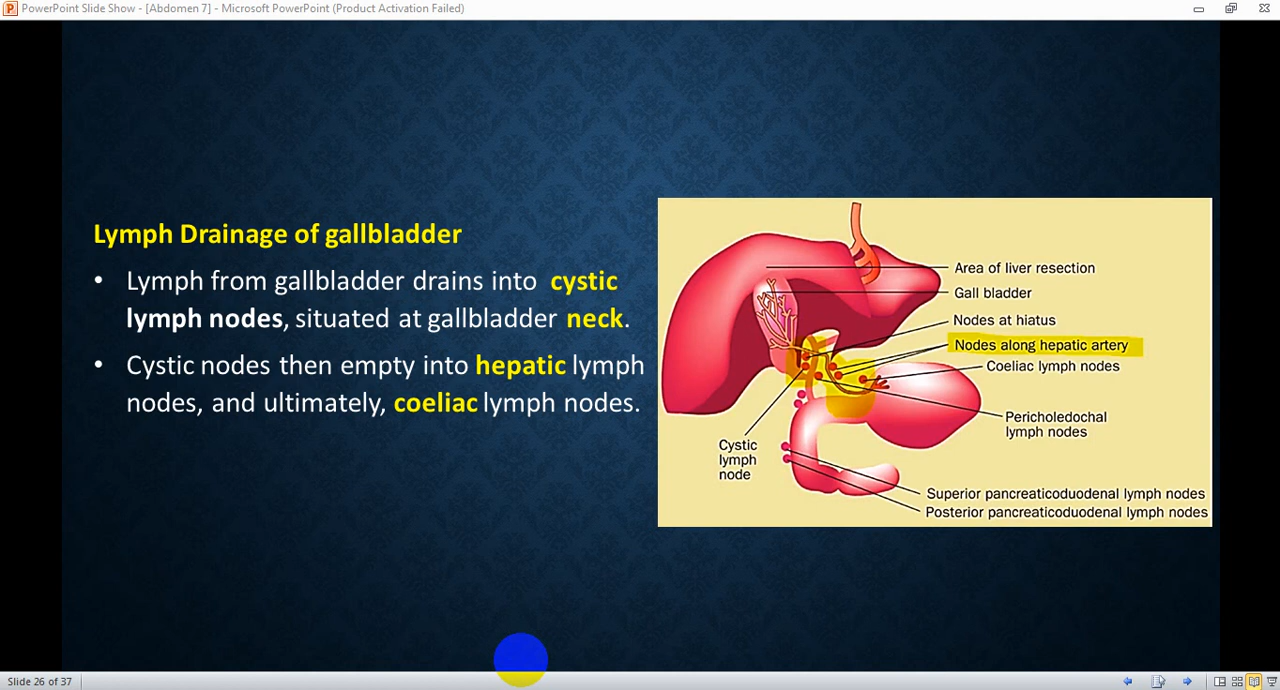 PowerPoint Slide Show - [Abdomen 7] - Microsoft PowerPoint (Product Activation Failed)
Lymph Drainage of gallbladder
• Lymph from gallbladder drains into cystic
lymph nodes, situated at gallbladder neck.
• Cystic nodes then empty into hepatic lymph
nodes, and ultimately, coeliac lymph nodes.
Area of liver resection
Gall bladder
Nodes at hiatus
Nodes along hepatic artery
Coeliac lymph nodes
Pericholedochal
lymph nodes
Cystic
lymph
node
Superior pancreaticoduodenal lymph nodes
Posterior pancreaticoduodenal lymph nodes
Slide 26 of 37